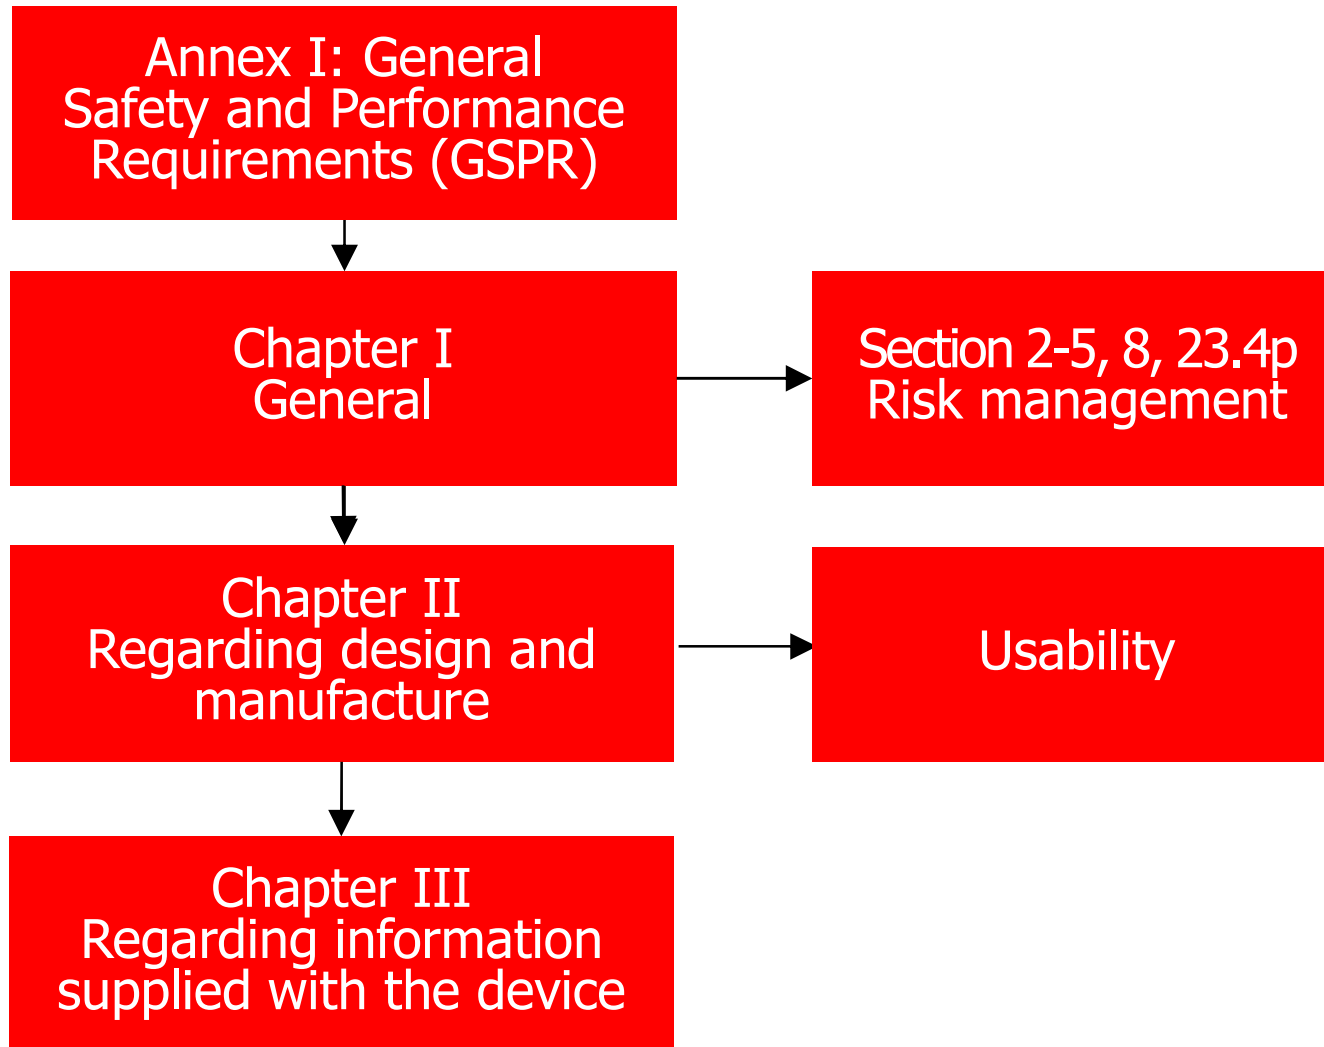 Annex I: General
Safety and Performance
Requirements (GSPR)
Chapter I
General
Section 2-5, 8, 23.4p
Risk management
Chapter II
Regarding design and
manufacture
Usability
Chapter III
Regarding information
supplied with the device